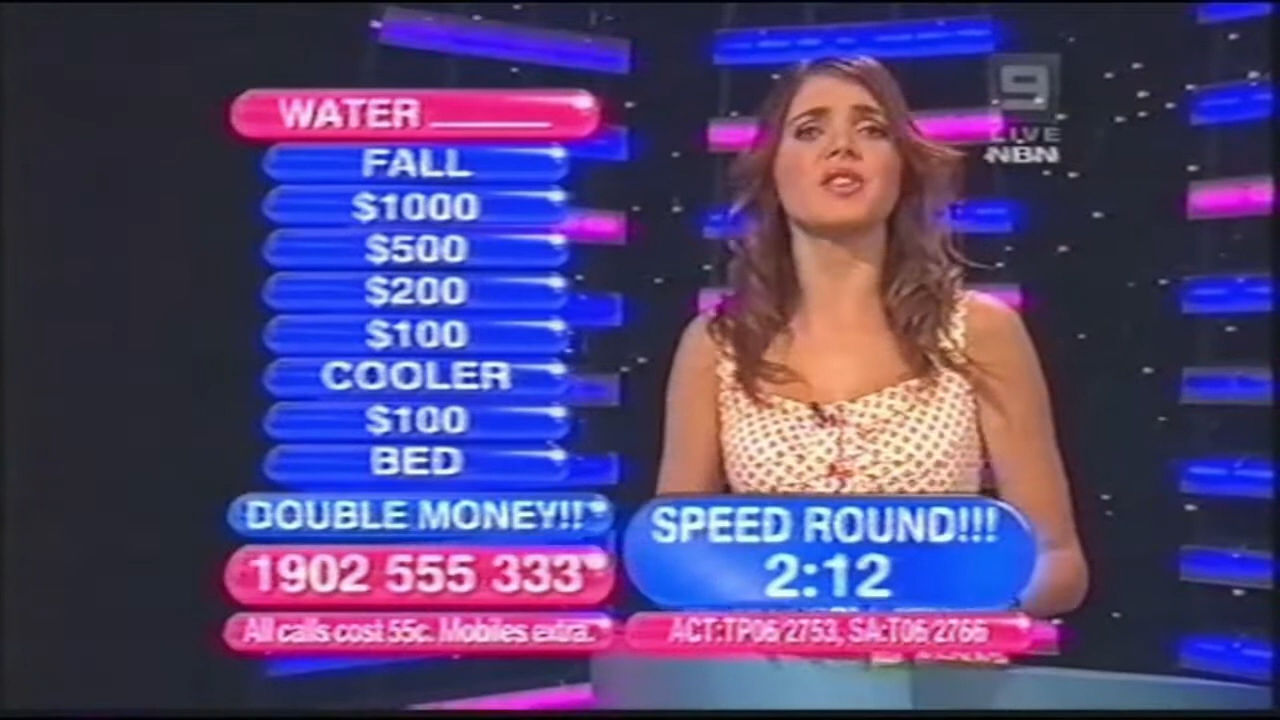 9
LIVE
NBN
WATER ______
FALL
$1000
$500
$200
$100
COOLER
$100
BED
DOUBLE MONEY!!
1902 555 333
All calls cost 55c. Mobiles extra.
SPEED ROUND!!!
2:12
ACT:TP06 2753, SA:T06 2766